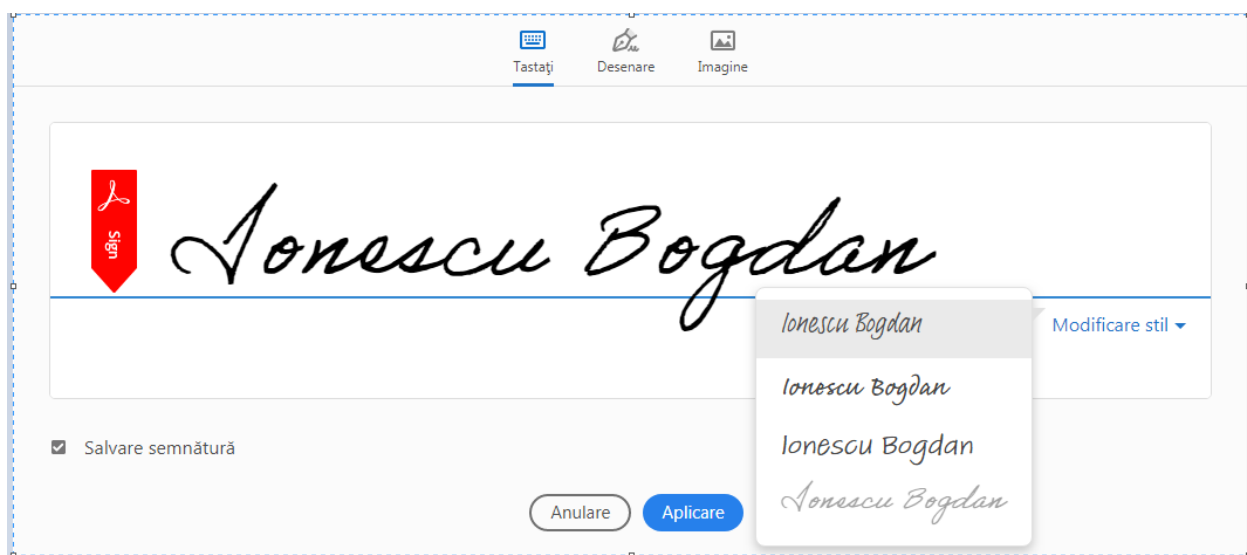 Tastați
Desenare
Imagine
Sign
Ionescu Bogdan
Modificare stil
Ionescu Bogdan
Ionescu Bogdan
Ionescu Bogdan
Ionescu Bogdan
Salvare semnătură
Anulare
Aplicare